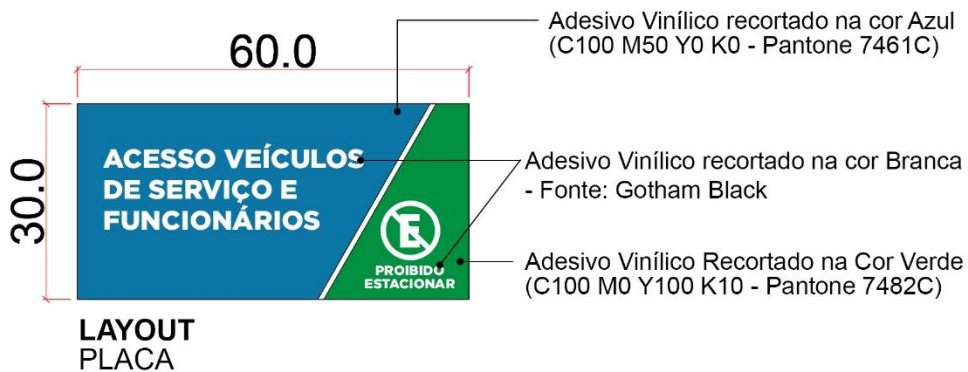 60.0
30.0
ACESSO VEÍCULOS
DE SERVIÇO E
FUNCIONÁRIOS
E
PROIBIDO
ESTACIONAR
Adesivo Vinílico recortado na cor Azul
(C100 M50 Y0 K0 - Pantone 7461C)
Adesivo Vinílico recortado na cor Branca
- Fonte: Gotham Black
Adesivo Vinílico Recortado na Cor Verde
(C100 M0 Y100 K10 - Pantone 7482C)
LAYOUT
PLACA